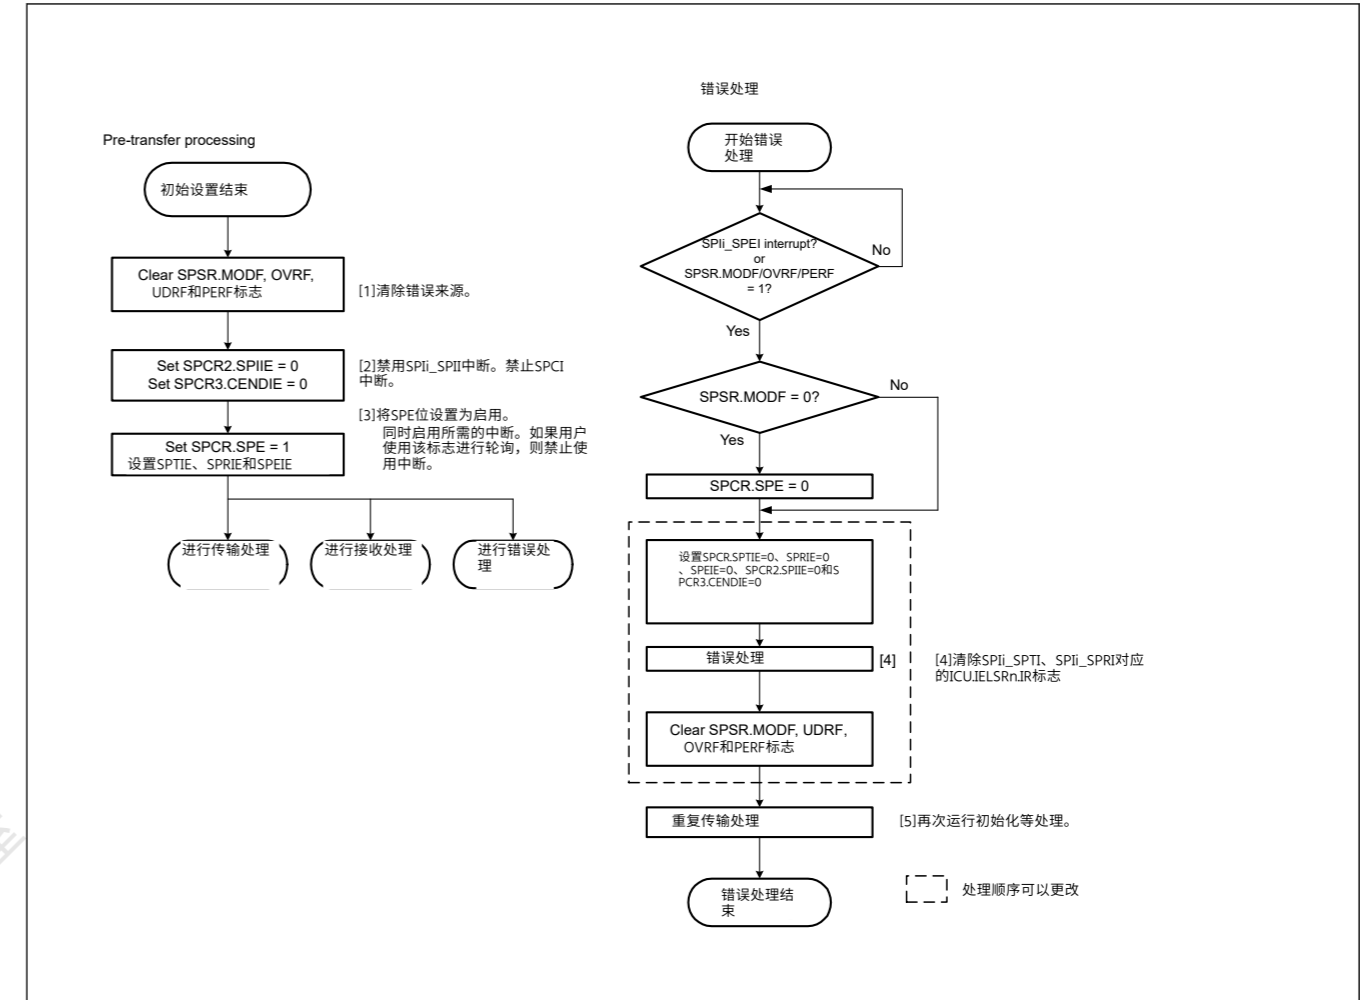 Pre-transfer processing
初始设置结束
Clear SPSR.MODF, OVRF,
UDRF和PERF标志
[1]清除错误来源。
Set SPCR2.SPIIE = 0
Set SPCR3.CENDIE = 0
[2]禁用SPIi_SPII中断。禁止SPCI
中断。
Set SPCR.SPE = 1
设置SPTIE、SPRIE和SPEIE
[3]将SPE位设置为启用。
同时启用所需的中断。如果用户
使用该标志进行轮询，则禁止使
用中断。
进行传输处理
进行接收处理
进行错误处
理
错误处理
开始错误
处理
SPIi_SPEI interrupt?
or
SPSR.MODF/OVRF/PERF
= 1?
No
Yes
SPSR.MODF = 0?
No
Yes
SPCR.SPE = 0
设置SPCR.SPTIE=0、SPRIE=0
、SPEIE=0、SPCR2.SPIIE=0和S
PCR3.CENDIE=0
错误处理
[4]
[4]清除SPIi_SPTI、SPIi_SPRI对应
的ICU.IELSRn.IR标志
Clear SPSR.MODF, UDRF,
OVRF和PERF标志
重复传输处理
[5]再次运行初始化等处理。
错误处理结
束
处理顺序可以更改